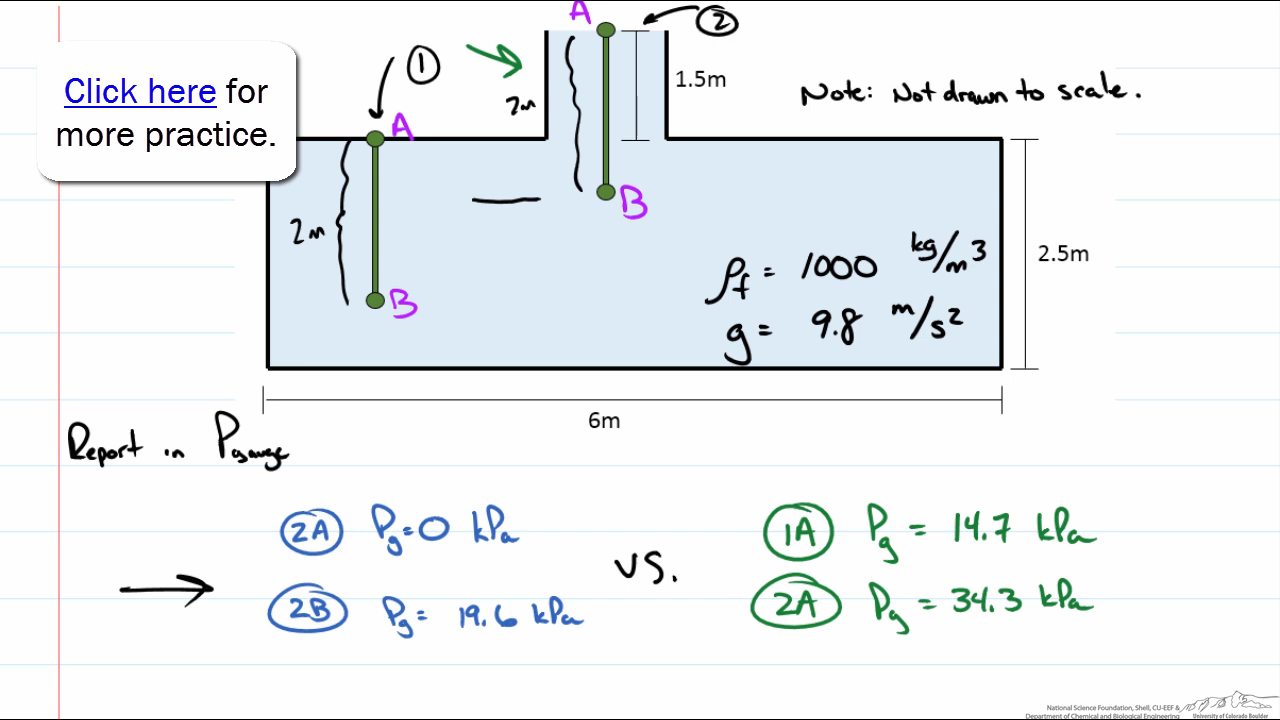 A
2
1
Click here for
more practice.
2m
1.5m
Note: Not drawn to scale.
A
B
2m
ρf = 1000 kg/m3
2.5m
B
g = 9.8 m/s2
6m
Report in Pgauge
2A Pg=0 kPa
vs.
1A Pg = 14.7 kPa
2B Pg= 19.6 kPa
2A Pg = 34.3 kPa
National Science Foundation, Shell, CU-EEF &
Department of Chemical and Biological Engineering
University of Colorado Boulder